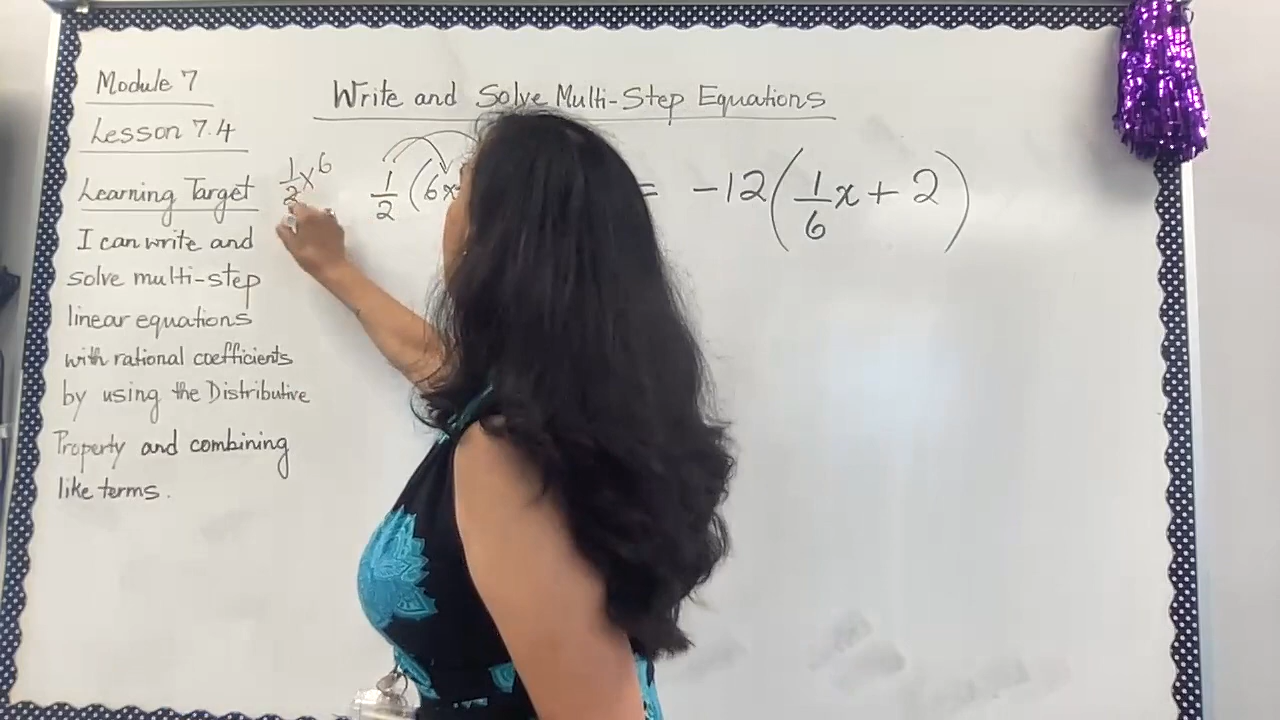 Module 7
Lesson 7.4
Write and Solve Multi-Step Equations
Learning Target
I can write and
solve multi-step
linear equations
with rational coefficients
by using the Distributive
Property and combining
like terms.
1/2 × 6
1/2 (6x
= -12(1/6 x + 2)